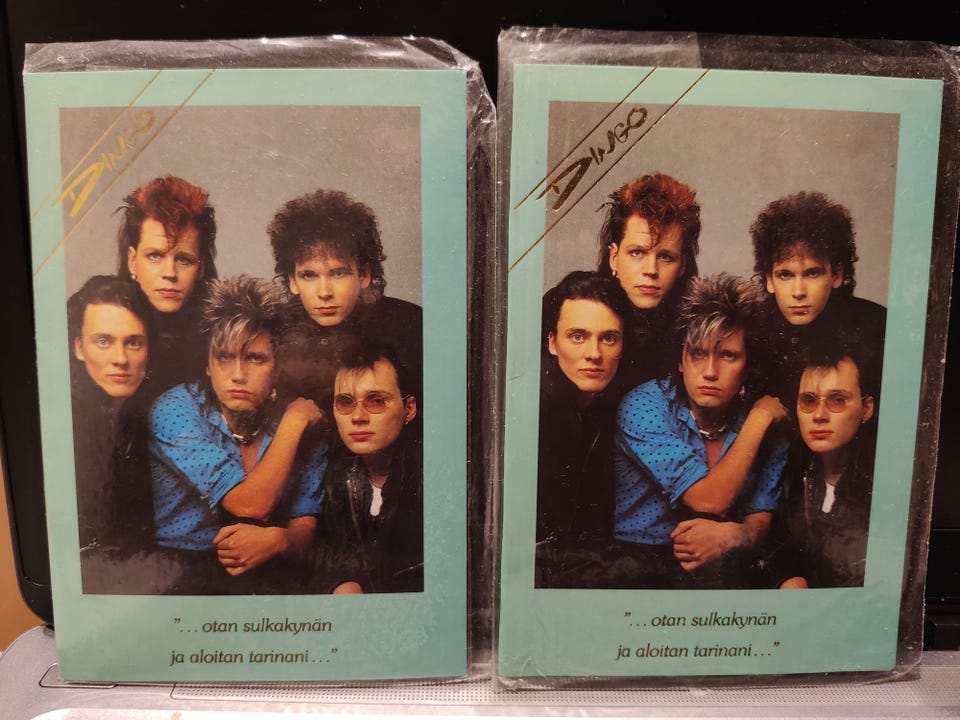 DINGO
"... otan sulkakynän
ja aloitan tarinani..."
DINGO
"... otan sulkakynän
ja aloitan tarinani..."